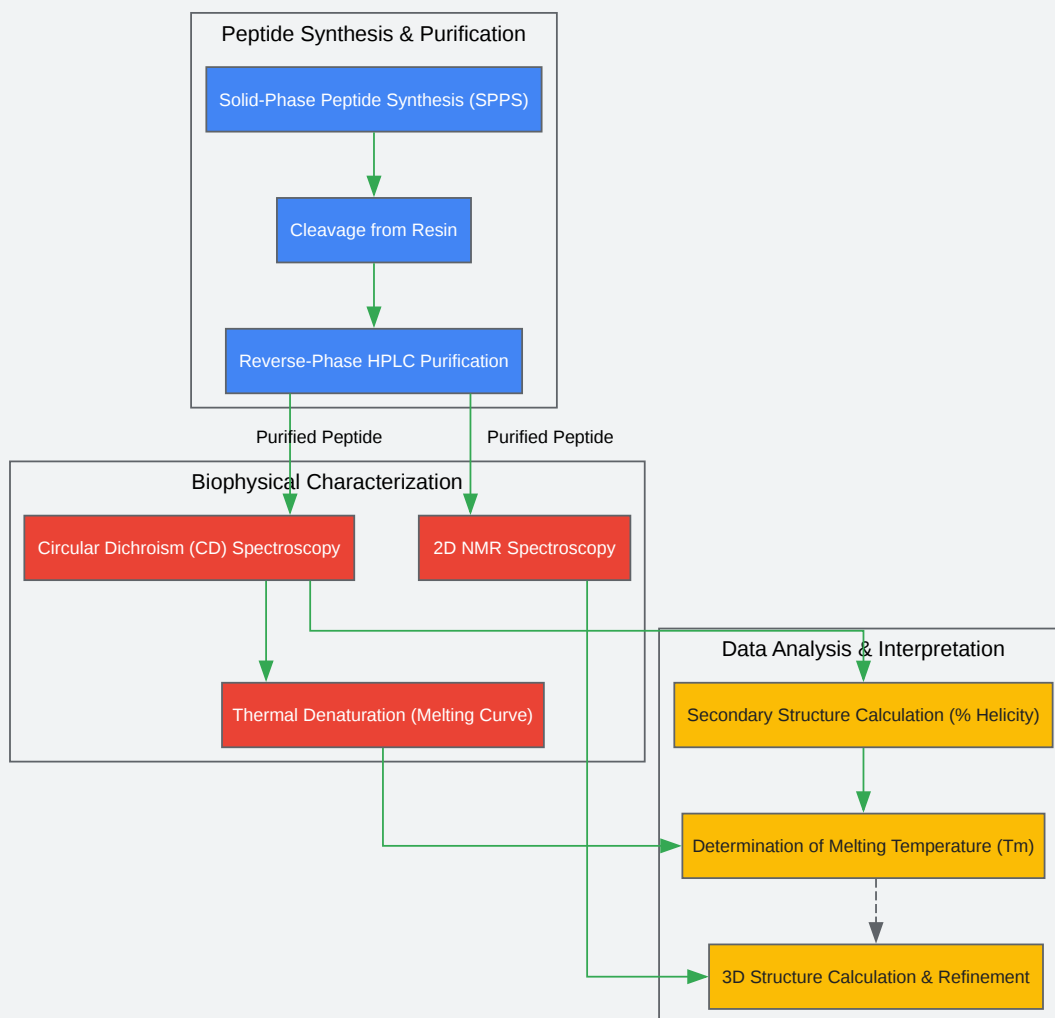 Peptide Synthesis & Purification
Solid-Phase Peptide Synthesis (SPPS)
Cleavage from Resin
Reverse-Phase HPLC Purification
Purified Peptide
Purified Peptide
Biophysical Characterization
Circular Dichroism (CD) Spectroscopy
2D NMR Spectroscopy
Thermal Denaturation (Melting Curve)
Data Analysis & Interpretation
Secondary Structure Calculation (% Helicity)
Determination of Melting Temperature (Tm)
3D Structure Calculation & Refinement